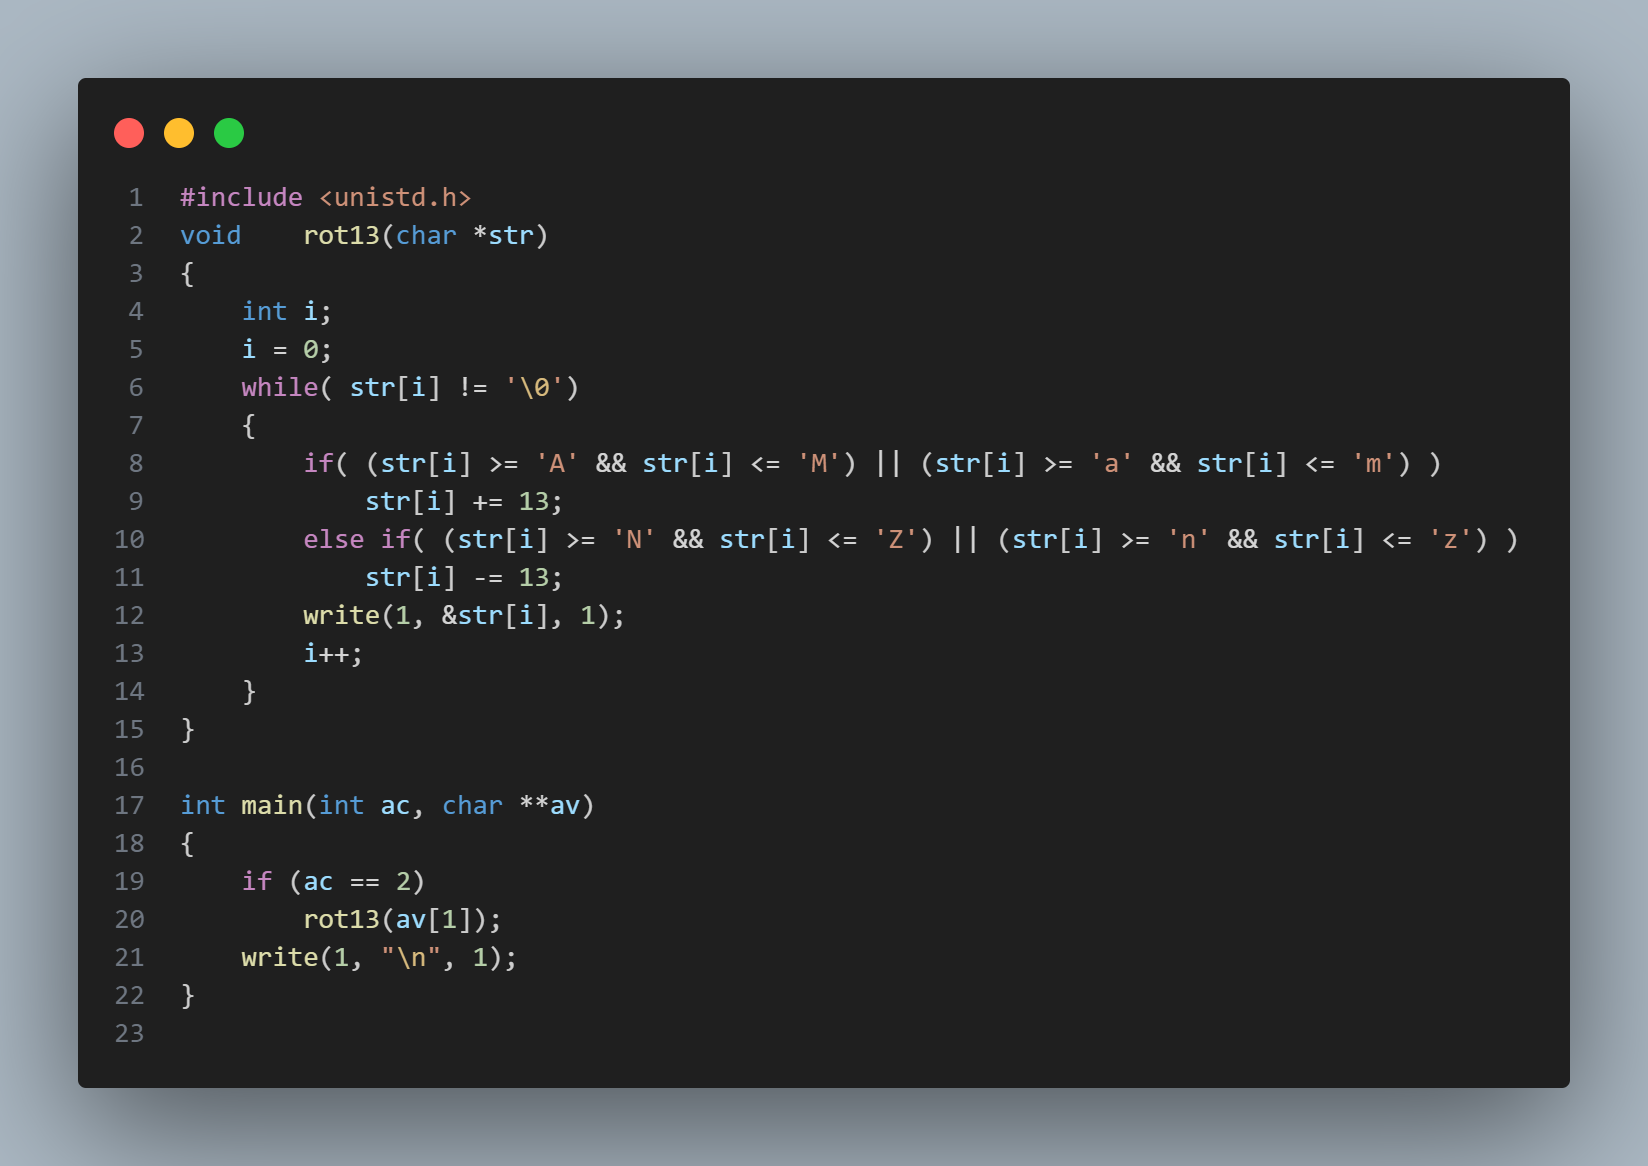 1 #include <unistd.h>
2 void    rot13(char *str)
3 {
4     int i;
5     i = 0;
6     while( str[i] != '\0')
7     {
8         if( (str[i] >= 'A' && str[i] <= 'M') || (str[i] >= 'a' && str[i] <= 'm') )
9             str[i] += 13;
10         else if( (str[i] >= 'N' && str[i] <= 'Z') || (str[i] >= 'n' && str[i] <= 'z') )
11             str[i] -= 13;
12         write(1, &str[i], 1);
13         i++;
14     }
15 }
16
17 int main(int ac, char **av)
18 {
19     if (ac == 2)
20         rot13(av[1]);
21     write(1, "\n", 1);
22 }
23